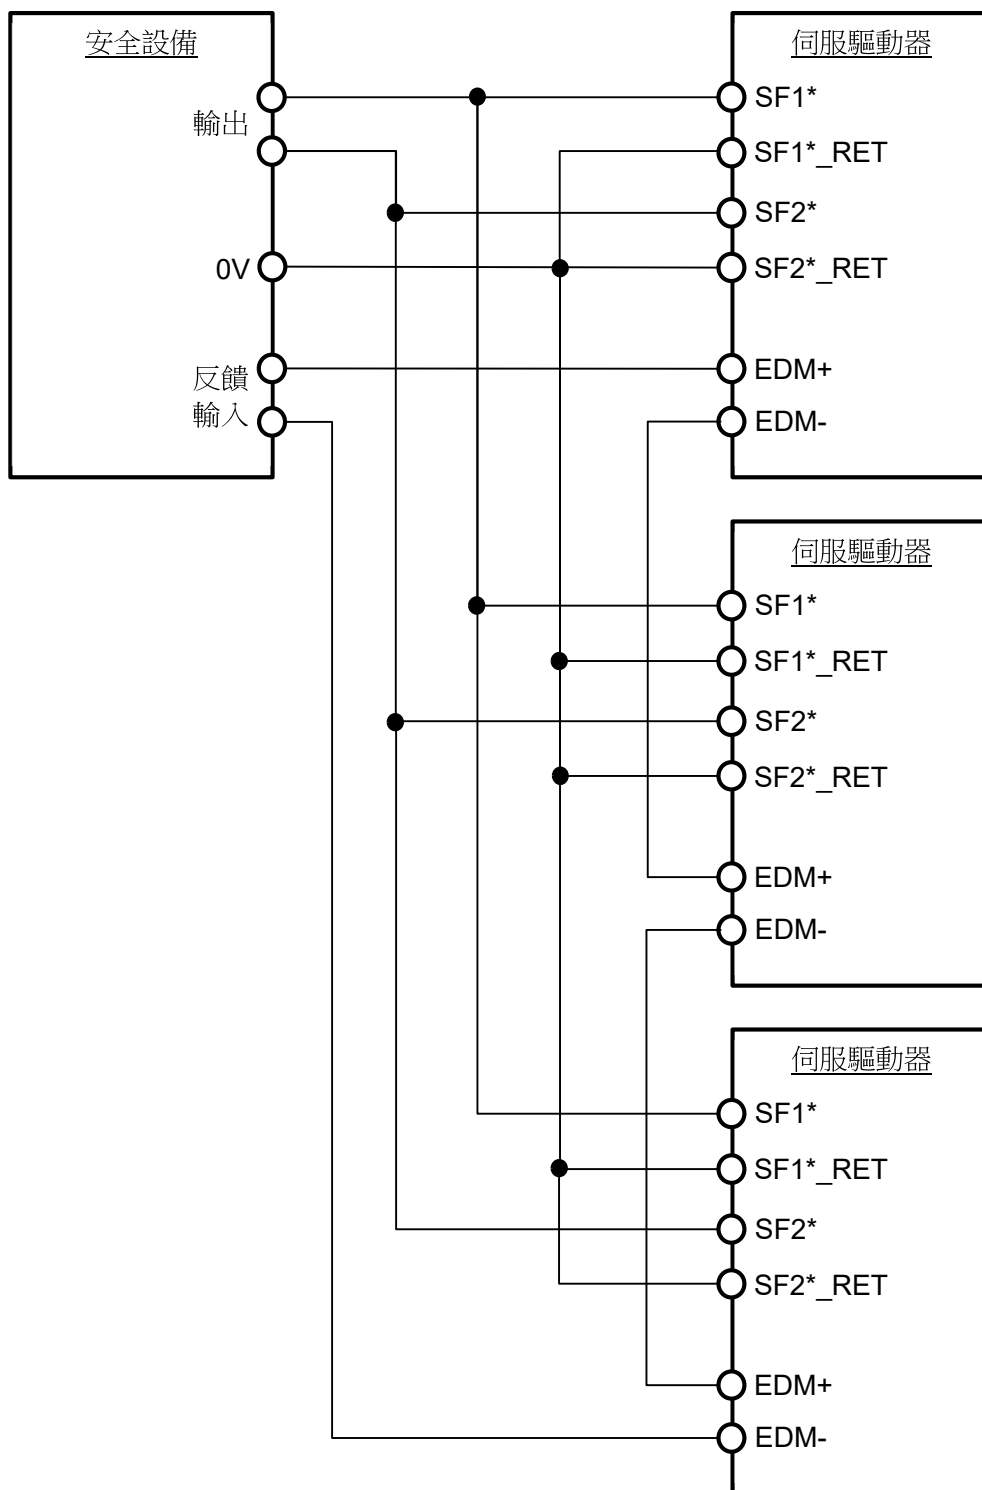 安全設備
輸出
0V
反饋
輸入
伺服驅動器
SF1*
SF1*_RET
SF2*
SF2*_RET
EDM+
EDM-
伺服驅動器
SF1*
SF1*_RET
SF2*
SF2*_RET
EDM+
EDM-
伺服驅動器
SF1*
SF1*_RET
SF2*
SF2*_RET
EDM+
EDM-